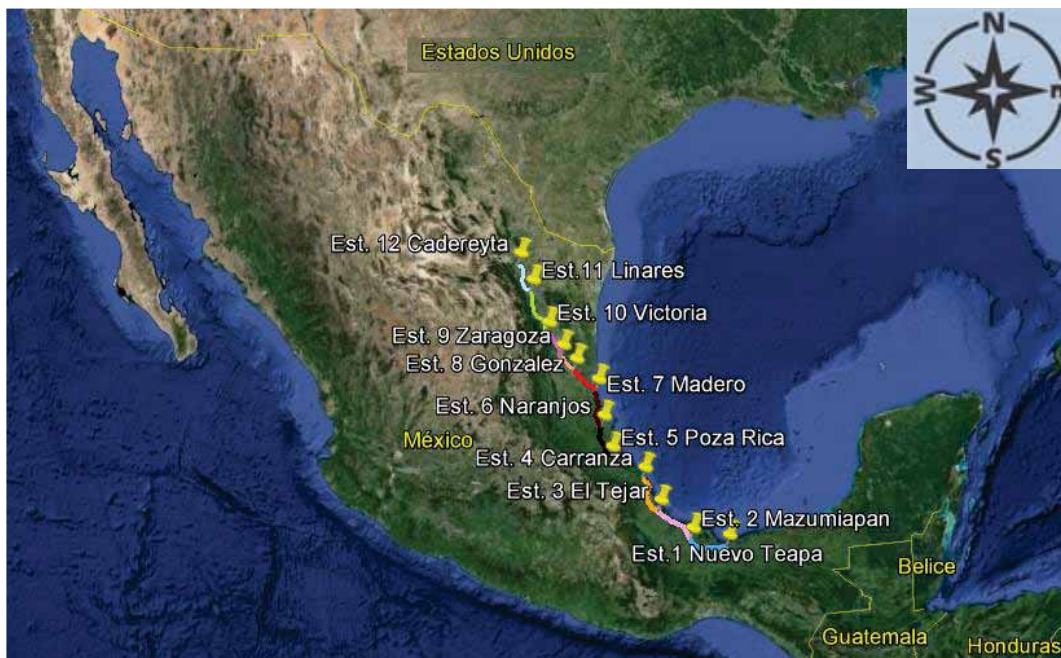 Estados Unidos
N
W
E
S
Est. 12 Cadereyta
Est.11 Linares
Est. 10 Victoria
Est. 9 Zaragoza
Est. 8 Gonzalez
Est. 7 Madero
Est. 6 Naranjos
México
Est. 5 Poza Rica
Est. 4 Carranza
Est. 3 El Tejar
Est. 2 Mazumiapan
Est.1 Nuevo Teapa
Belice
Guatemala
Honduras